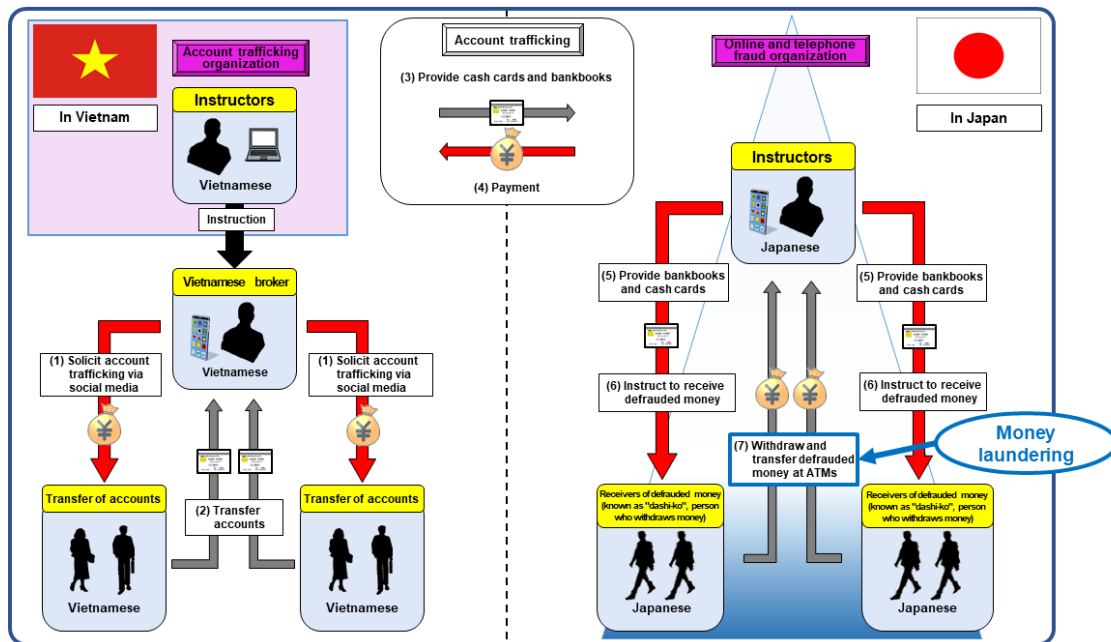 In Vietnam
Account trafficking
organization
Instructors
Vietnamese
Instruction
Vietnamese broker
Vietnamese
(1) Solicit account
trafficking via
social media
(1) Solicit account
trafficking via
social media
(2) Transfer
accounts
Transfer of accounts
Vietnamese
Transfer of accounts
Vietnamese
Account trafficking
(3) Provide cash cards and bankbooks
¥
(4) Payment
Online and telephone
fraud organization
In Japan
Instructors
Japanese
(5) Provide bankbooks
and cash cards
(5) Provide bankbooks
and cash cards
(6) Instruct to receive
defrauded money
(6) Instruct to receive
defrauded money
¥
¥
¥
¥
(7) Withdraw and
transfer defrauded
money at ATMs
Money
laundering
Receivers of defrauded money
(known as "dashi-ko", person
who withdraws money)
Japanese
Receivers of defrauded money
(known as "dashi-ko", person
who withdraws money)
Japanese